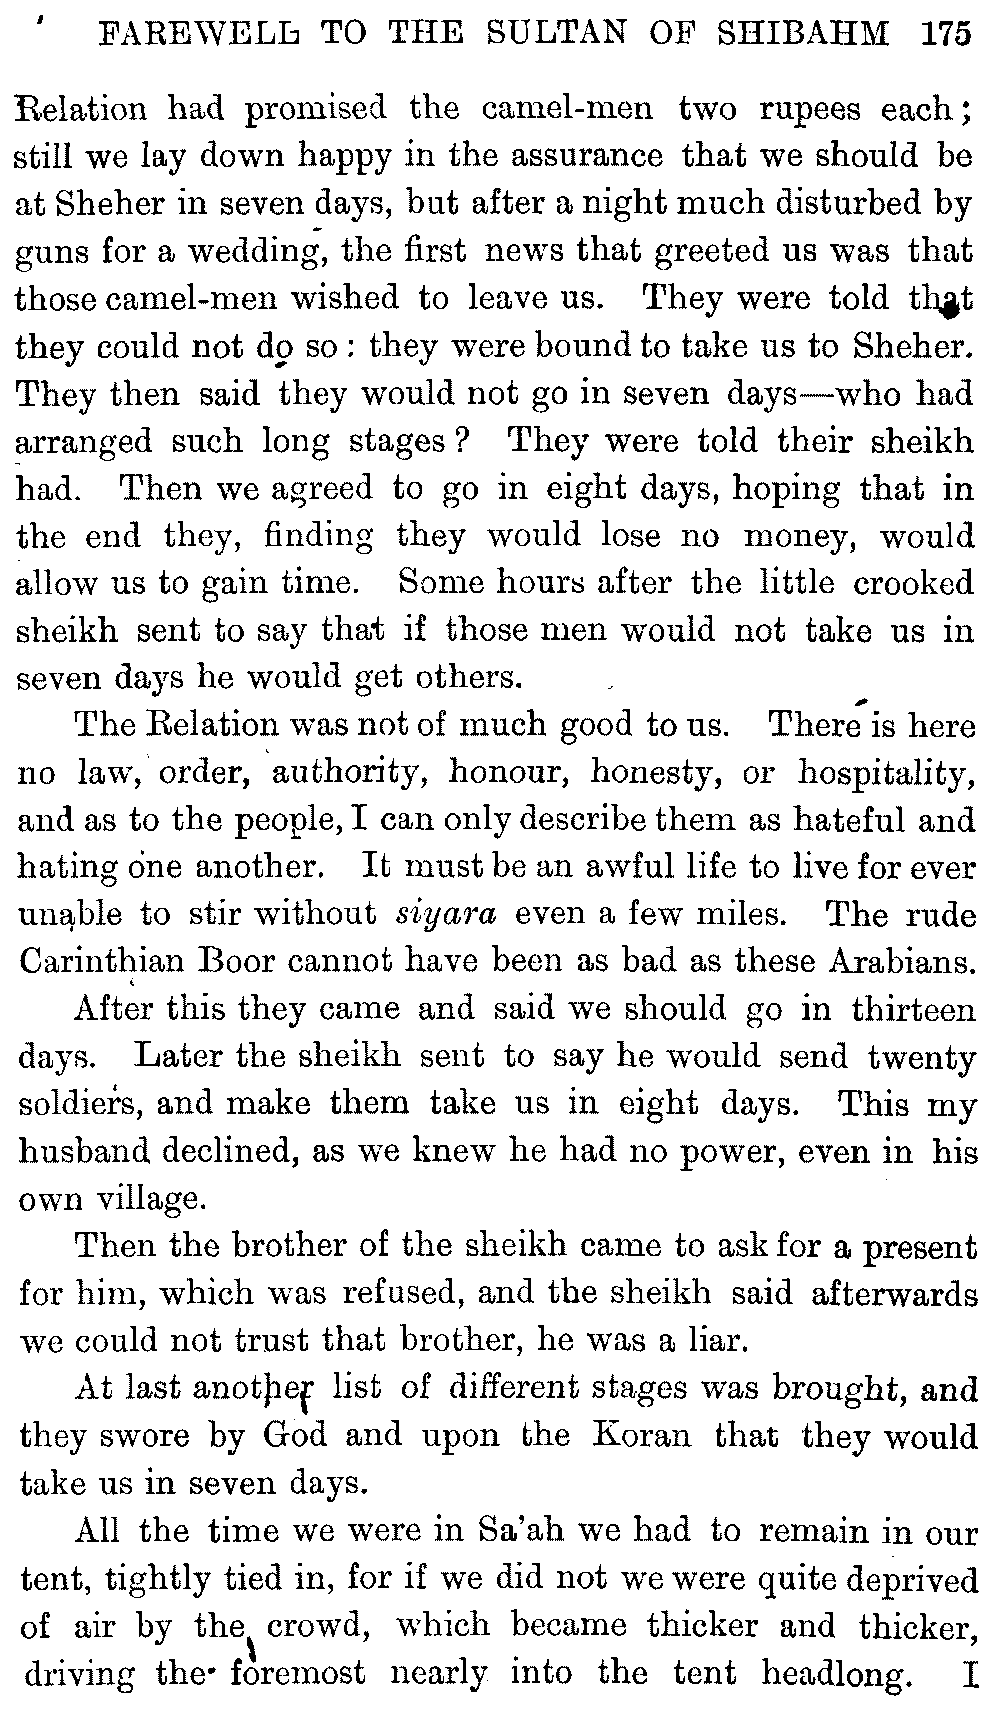 FAREWELL TO THE SULTAN OF SHIBAHM 175
Relation had promised the camel-men two rupees each;
still we lay down happy in the assurance that we should be
at Sheher in seven days, but after a night much disturbed by
guns for a wedding, the first news that greeted us was that
those camel-men wished to leave us. They were told that
they could not do so: they were bound to take us to Sheher.
They then said they would not go in seven days—who had
arranged such long stages? They were told their sheikh
had. Then we agreed to go in eight days, hoping that in
the end they, finding they would lose no money, would
allow us to gain time. Some hours after the little crooked
sheikh sent to say that if those men would not take us in
seven days he would get others.
The Relation was not of much good to us. There is here
no law, order, authority, honour, honesty, or hospitality,
and as to the people, I can only describe them as hateful and
hating one another. It must be an awful life to live for ever
unable to stir without siyara even a few miles. The rude
Carinthian Boor cannot have been as bad as these Arabians.
After this they came and said we should go in thirteen
days. Later the sheikh sent to say he would send twenty
soldiers, and make them take us in eight days. This my
husband declined, as we knew he had no power, even in his
own village.
Then the brother of the sheikh came to ask for a present
for him, which was refused, and the sheikh said afterwards
we could not trust that brother, he was a liar.
At last another list of different stages was brought, and
they swore by God and upon the Koran that they would
take us in seven days.
All the time we were in Sa'ah we had to remain in our
tent, tightly tied in, for if we did not we were quite deprived
of air by the crowd, which became thicker and thicker,
driving the foremost nearly into the tent headlong. I